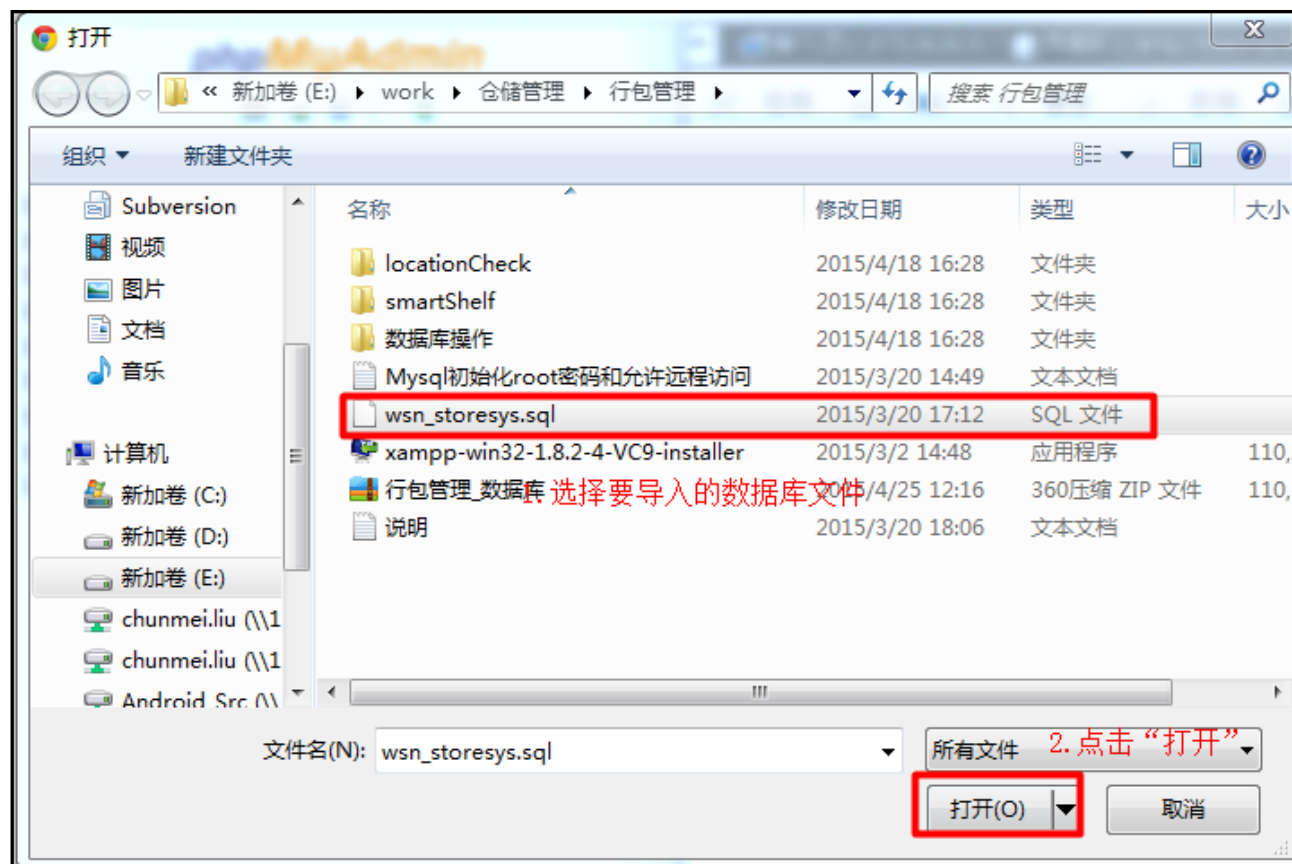 打开
phpMyAdmin
« 新加卷 (E:) ▸ work ▸ 仓储管理 ▸ 行包管理 ▸ 搜索 行包管理
组织 新建文件夹
Subversion
视频
图片
文档
音乐
计算机
新加卷 (C:)
新加卷 (D:)
新加卷 (E:)
chunmei.liu (\\1
chunmei.liu (\\1
Android_Src (\\
名称 修改日期 类型 大小
locationCheck 2015/4/18 16:28 文件夹
smartShelf 2015/4/18 16:28 文件夹
数据库操作 2015/4/18 16:28 文件夹
Mysql初始化root密码和允许远程访问 2015/3/20 14:49 文本文档
wsn_storesys.sql 2015/3/20 17:12 SQL 文件
xampp-win32-1.8.2-4-VC9-installer 2015/3/2 14:48 应用程序 110,
行包管理_数据库 2015/4/25 12:16 360压缩 ZIP 文件 110,
1. 选择要导入的数据库文件
说明 2015/3/20 18:06 文本文档
文件名(N): wsn_storesys.sql 所有文件
2. 点击“打开”
打开(O) 取消